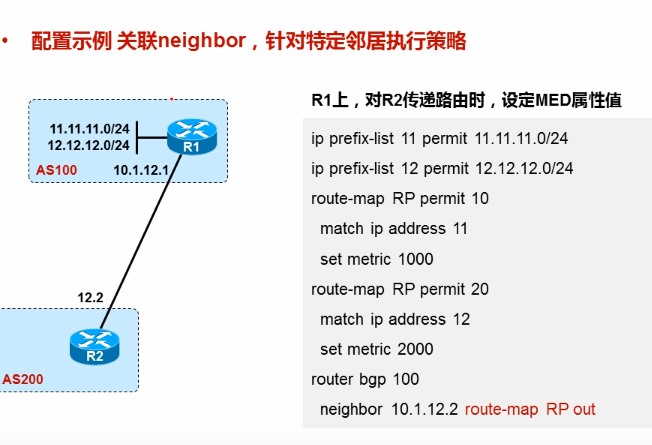 • 配置示例 关联neighbor，针对特定邻居执行策略
11.11.11.0/24
12.12.12.0/24
R1
AS100
10.1.12.1
12.2
R2
AS200
R1上，对R2传递路由时，设定MED属性值
ip prefix-list 11 permit 11.11.11.0/24
ip prefix-list 12 permit 12.12.12.0/24
route-map RP permit 10
match ip address 11
set metric 1000
route-map RP permit 20
match ip address 12
set metric 2000
router bgp 100
neighbor 10.1.12.2 route-map RP out